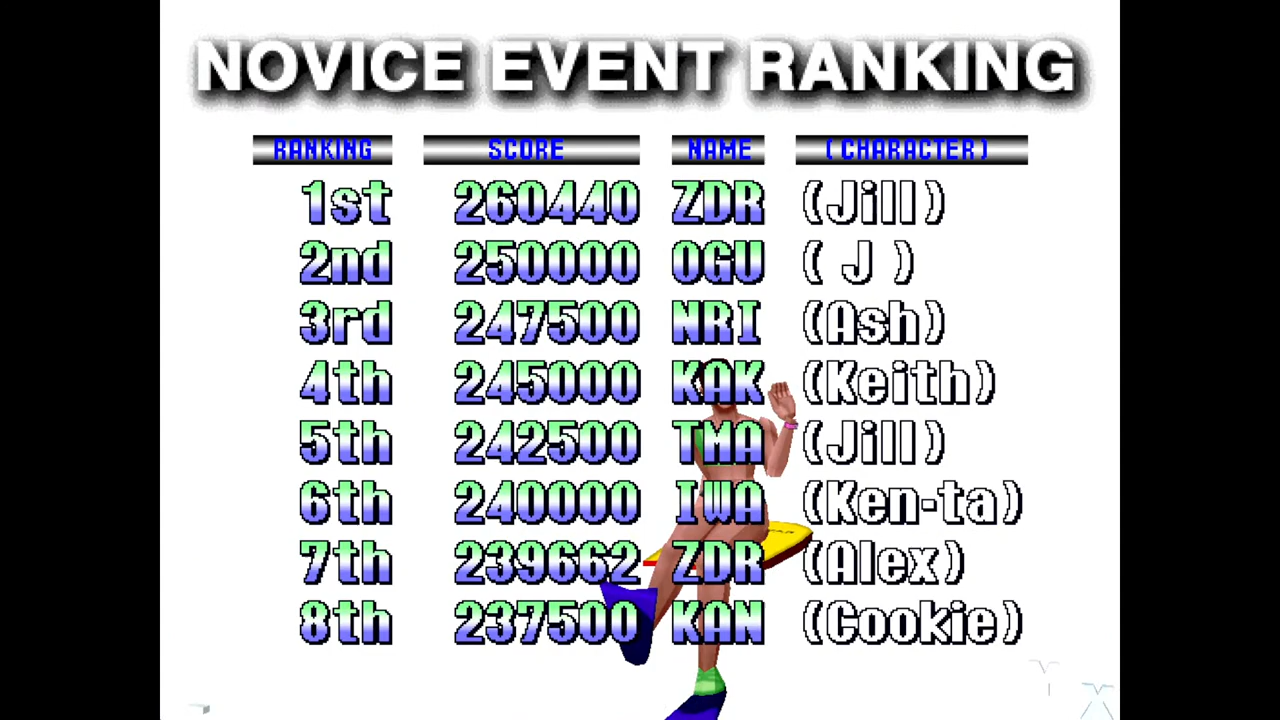 NOVICE EVENT RANKING
RANKING SCORE NAME (CHARACTER)
1st 260440 ZDR (Jill)
2nd 250000 OGU ( J )
3rd 247500 NRI (Ash)
4th 245000 KAK (Keith)
5th 242500 TMA (Jill)
6th 240000 IWA (Ken-ta)
7th 239662 ZDR (Alex)
8th 237500 KAN (Cookie)